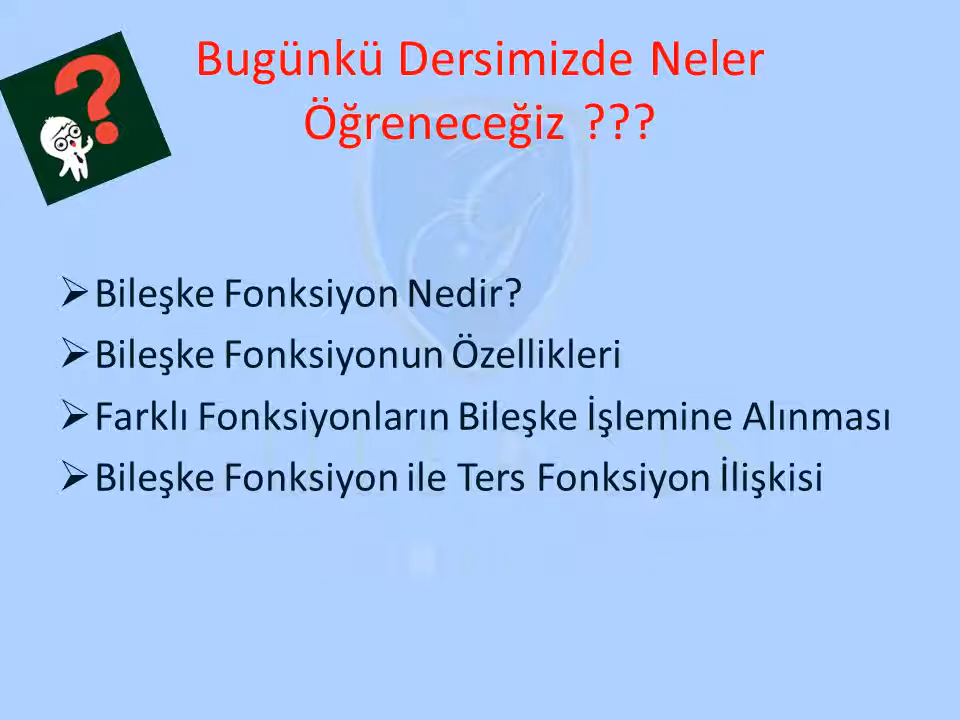 Bugünkü Dersimizde Neler
Öğreneceğiz ???
Bileşke Fonksiyon Nedir?
Bileşke Fonksiyonun Özellikleri
Farklı Fonksiyonların Bileşke İşlemine Alınması
Bileşke Fonksiyon ile Ters Fonksiyon İlişkisi